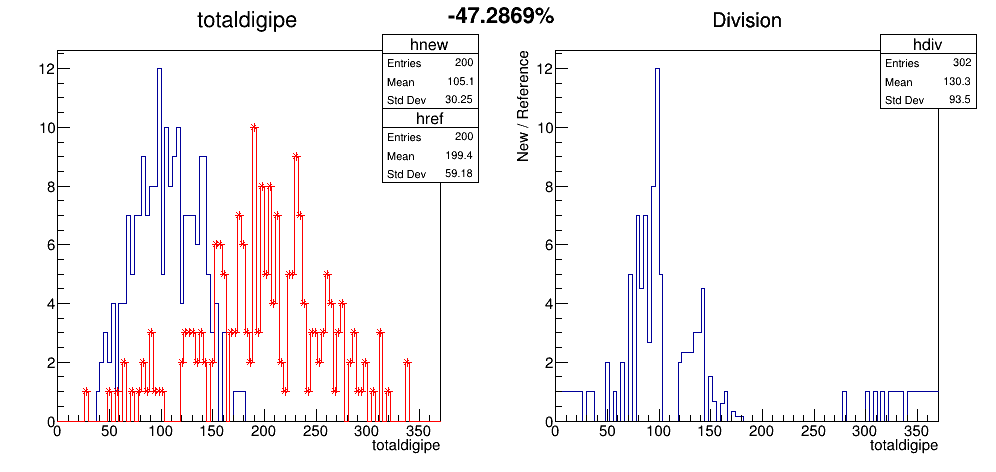 -47.2869%
totaldigipe
hnew
Entries 200
Mean 105.1
Std Dev 30.25
href
Entries 200
Mean 199.4
Std Dev 59.18
12
10
8
6
4
2
0
0 50 100 150 200 250 300 350
totaldigipe
Division
hdiv
Entries 302
Mean 130.3
Std Dev 93.5
New / Reference
12
10
8
6
4
2
0
0 50 100 150 200 250 300 350
totaldigipe